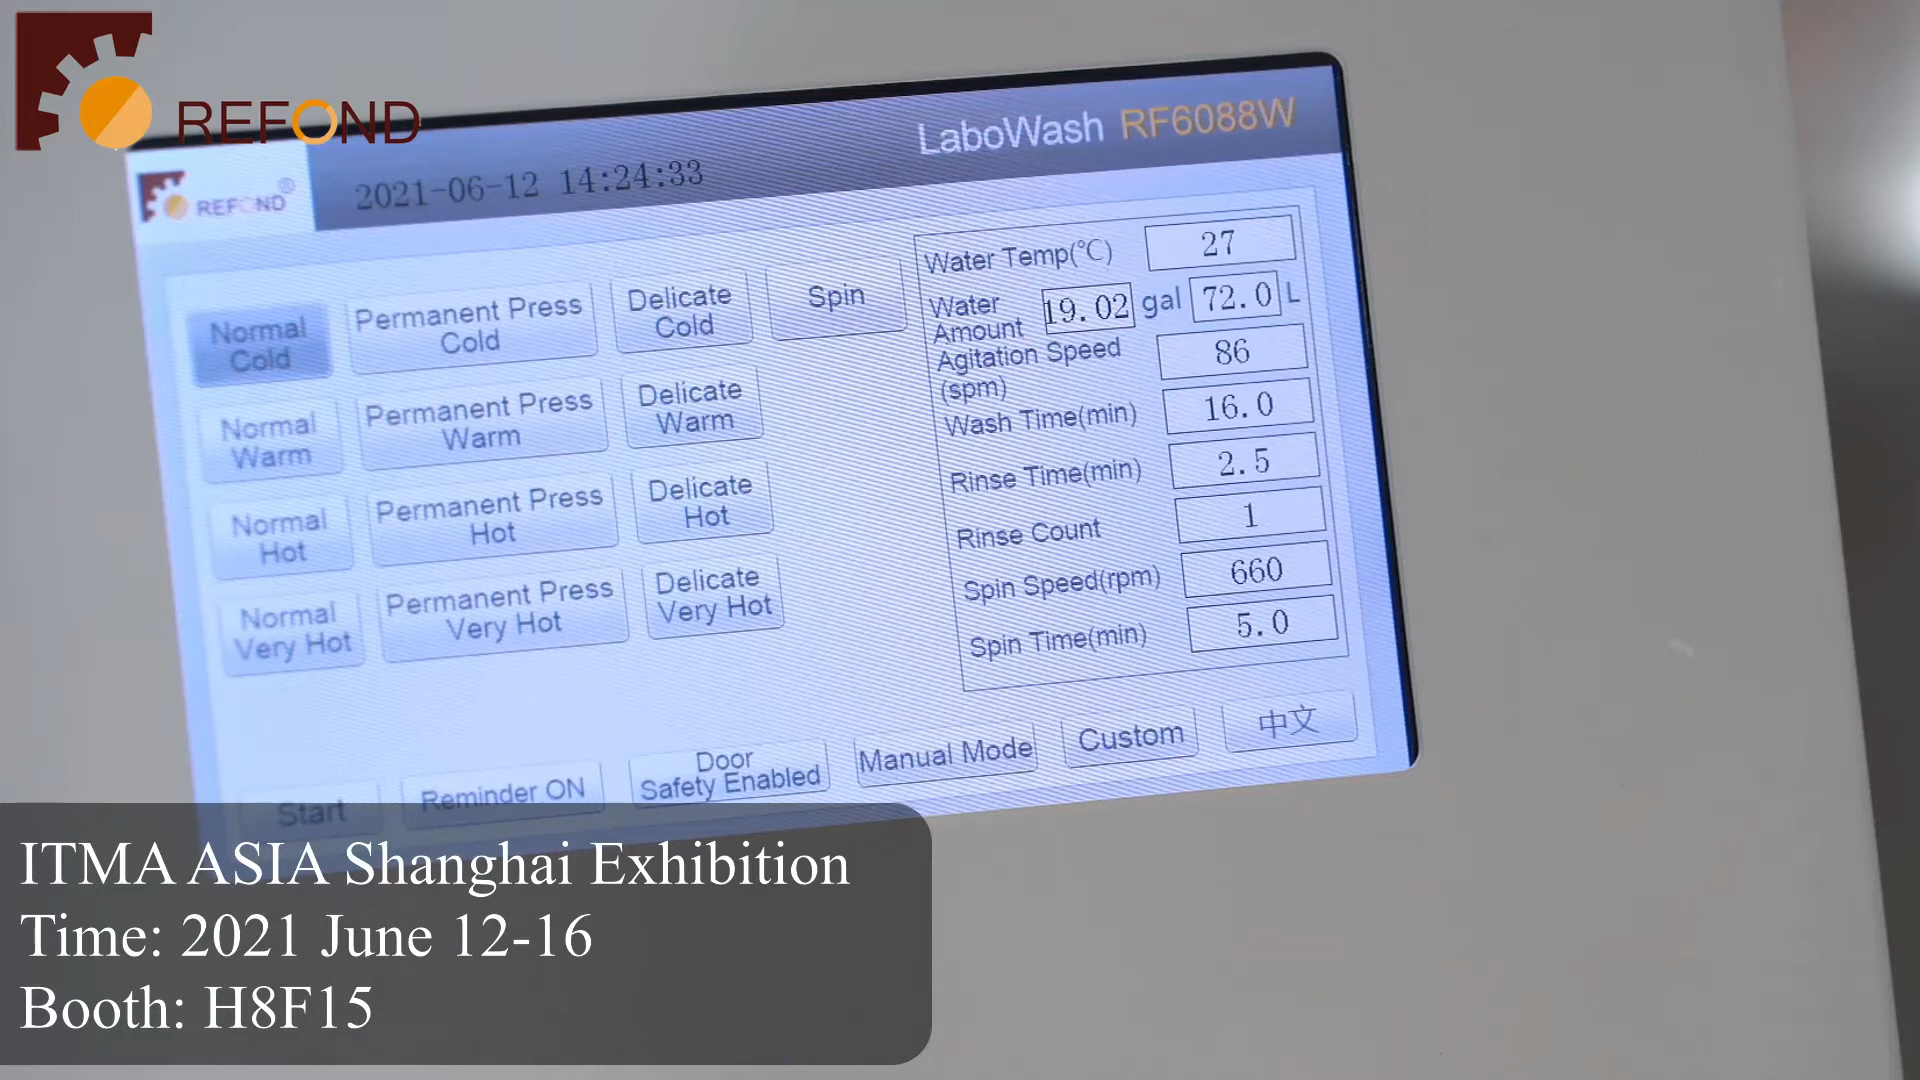 REFOND
LaboWash RF6088W
REFOND®
2021-06-12 14:24:33
Normal
Cold
Permanent Press
Cold
Delicate
Cold
Spin
Normal
Warm
Permanent Press
Warm
Delicate
Warm
Normal
Hot
Permanent Press
Hot
Delicate
Hot
Normal
Very Hot
Permanent Press
Very Hot
Delicate
Very Hot
Water Temp(℃) 27
Water
Amount 19.02 gal 72.0 L
Agitation Speed
(spm) 86
Wash Time(min) 16.0
Rinse Time(min) 2.5
Rinse Count 1
Spin Speed(rpm) 660
Spin Time(min) 5.0
Start
Reminder ON
Door
Safety Enabled
Manual Mode
Custom
中文
ITMA ASIA Shanghai Exhibition
Time: 2021 June 12-16
Booth: H8F15